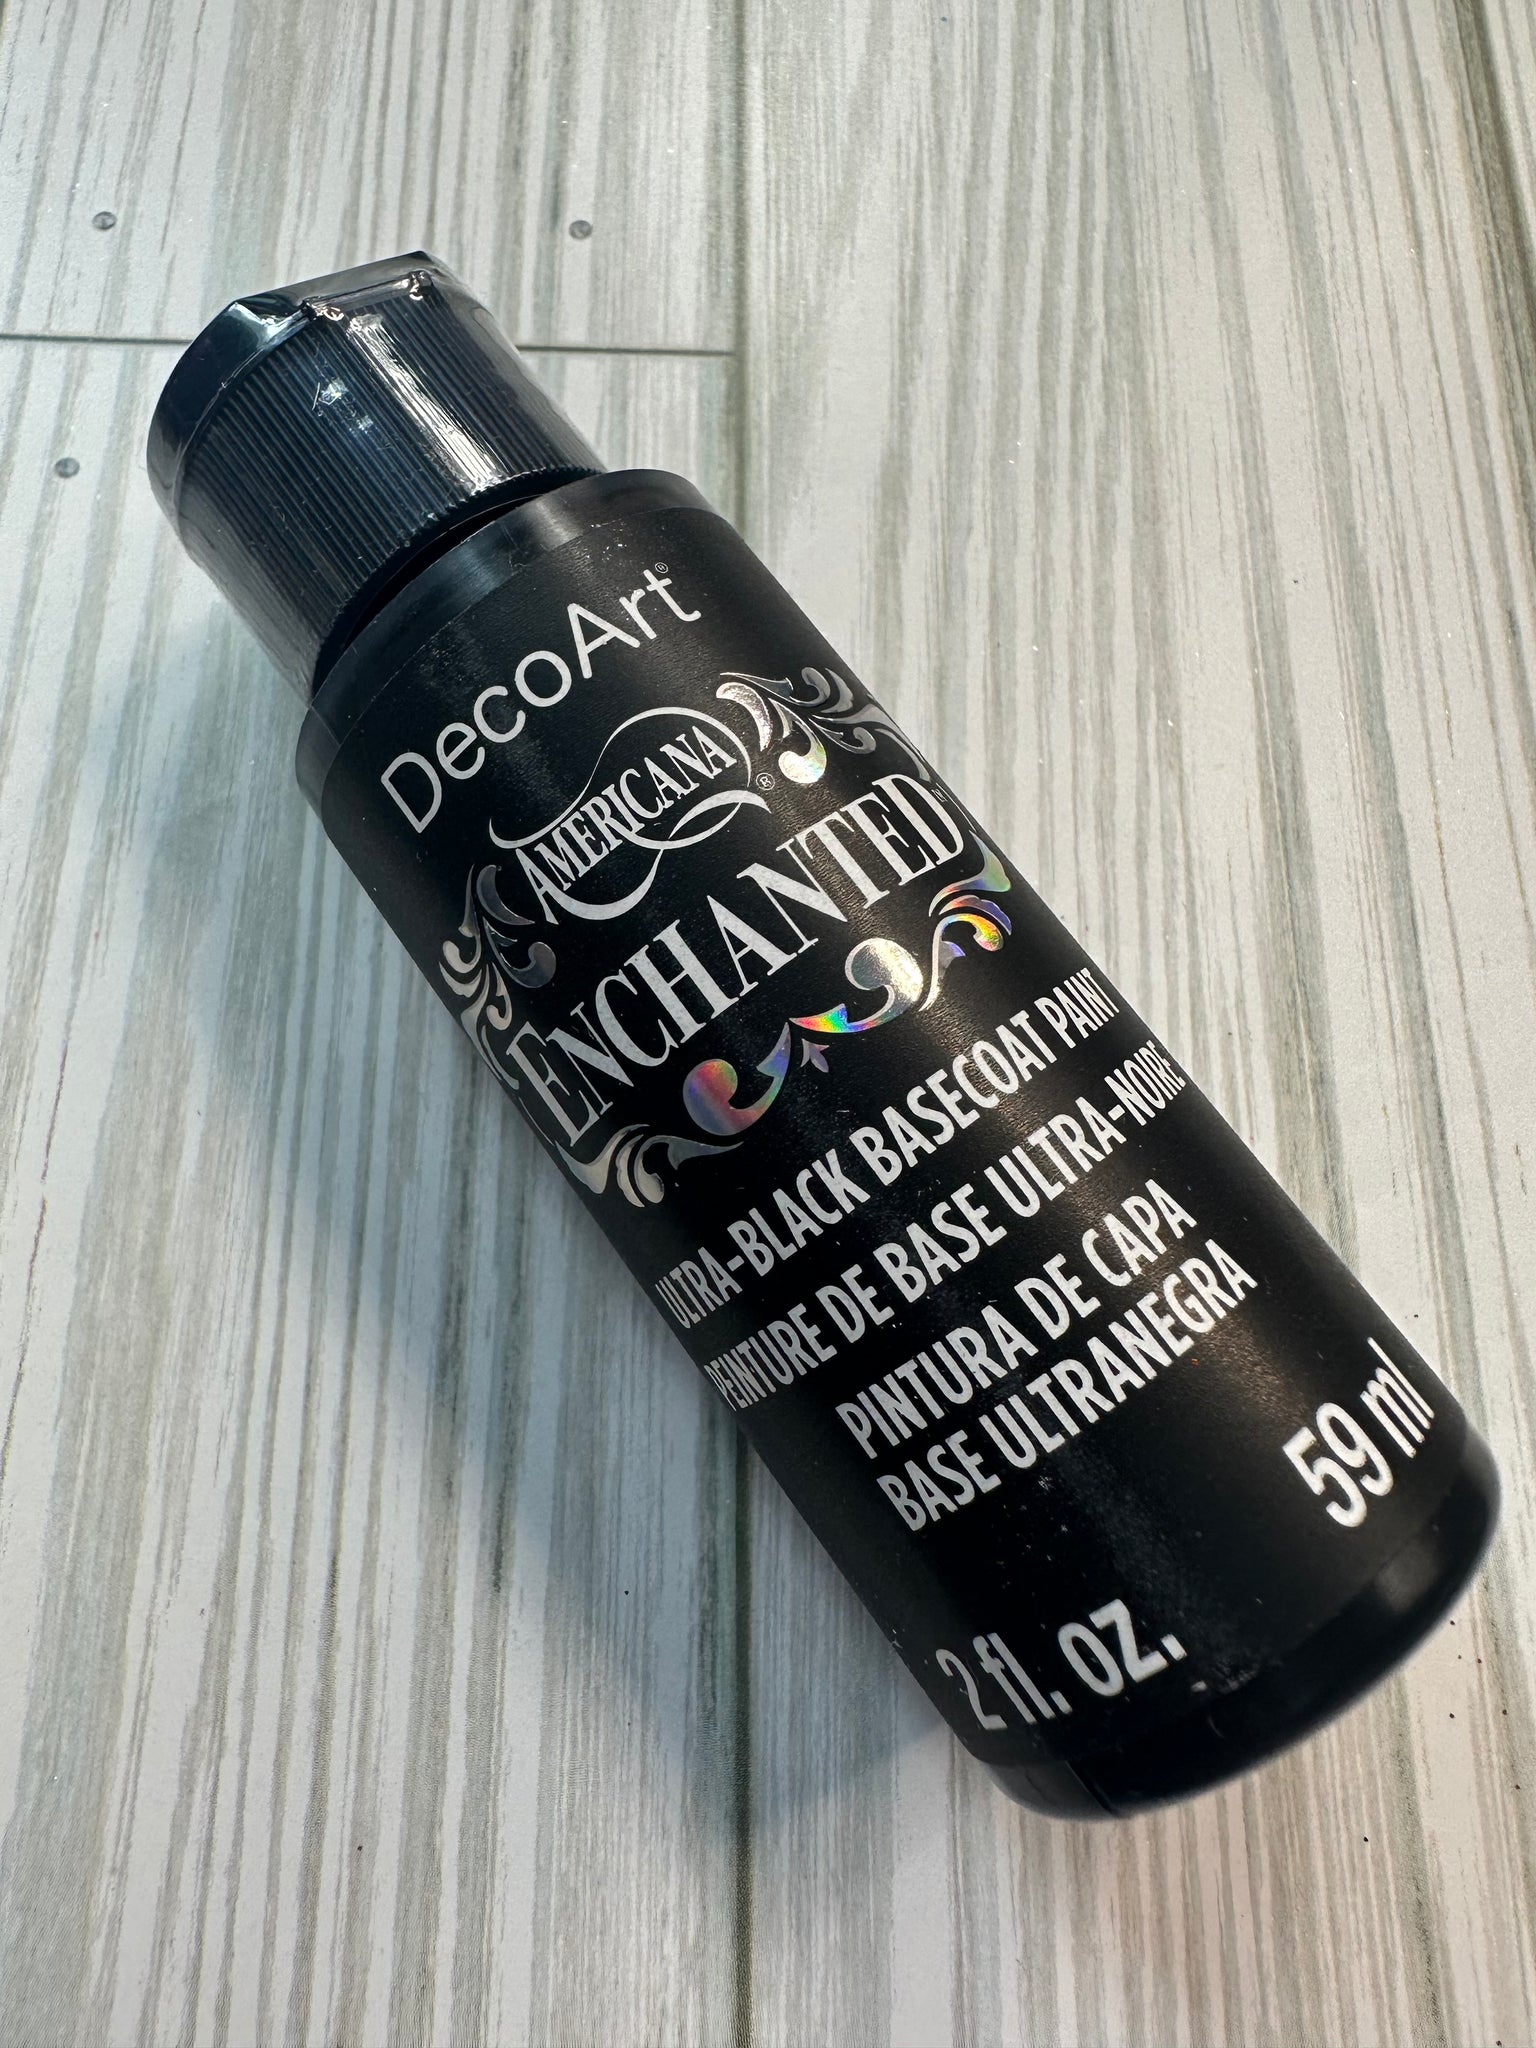 DecoArt®
AMERICANA®
ENCHANTED
ULTRA-BLACK BASECOAT PAINT
PEINTURE DE BASE ULTRA-NOIRE
PINTURA DE CAPA
BASE ULTRANEGRA
2 fl. oz. 59 ml